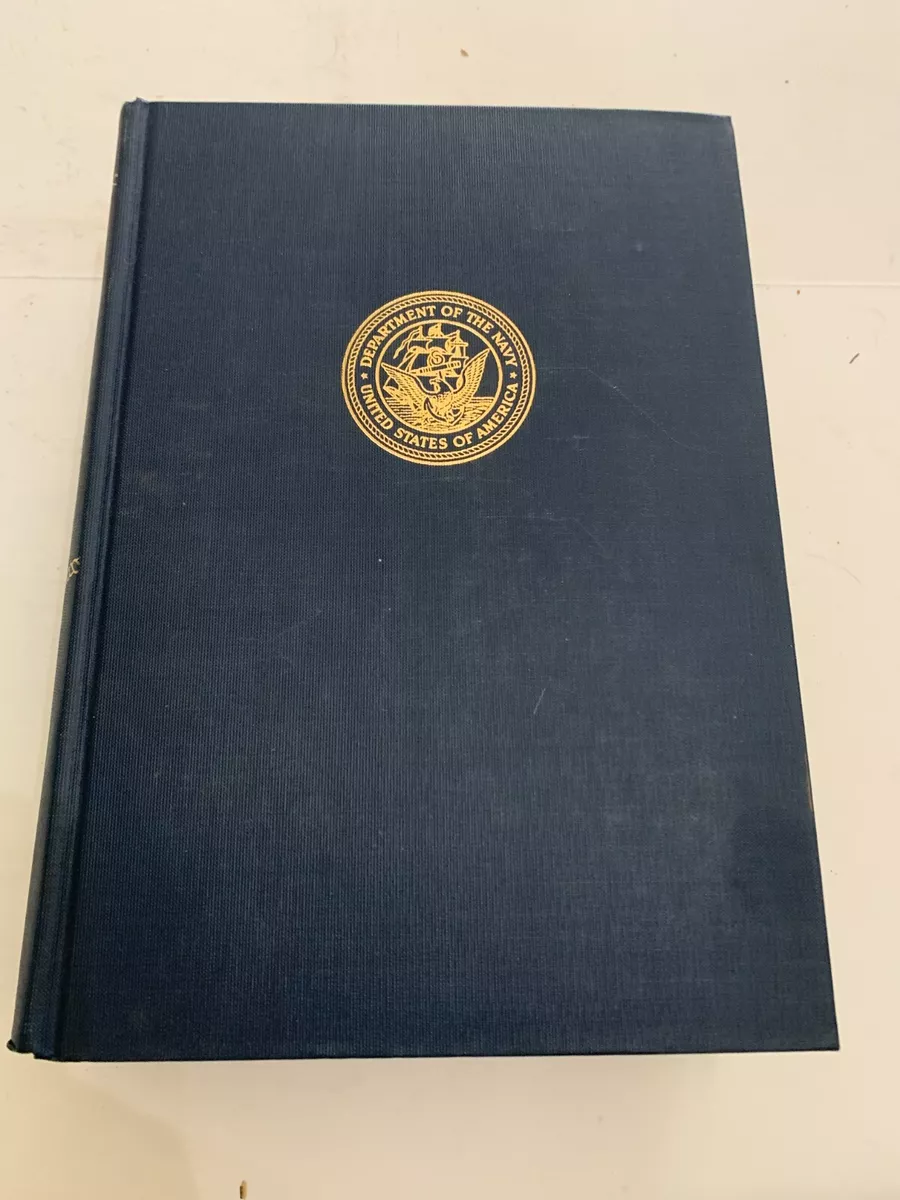 DEPARTMENT OF THE NAVY
★ UNITED STATES OF AMERICA ★